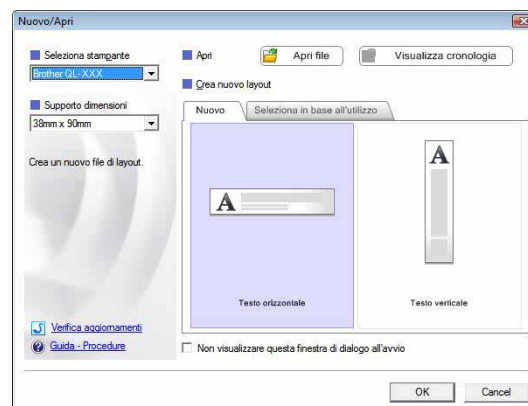 Nuovo/Apri
Seleziona stampante
Brother QL-XXX
Supporto dimensioni
38mm x 90mm
Crea un nuovo file di layout.
Verifica aggiornamenti
Guida - Procedure
Apri
Apri file
Visualizza cronologia
Crea nuovo layout
Nuovo
Seleziona in base all'utilizzo
A
Testo orizzontale
A
Testo verticale
Non visualizzare questa finestra di dialogo all'avvio
OK
Cancel